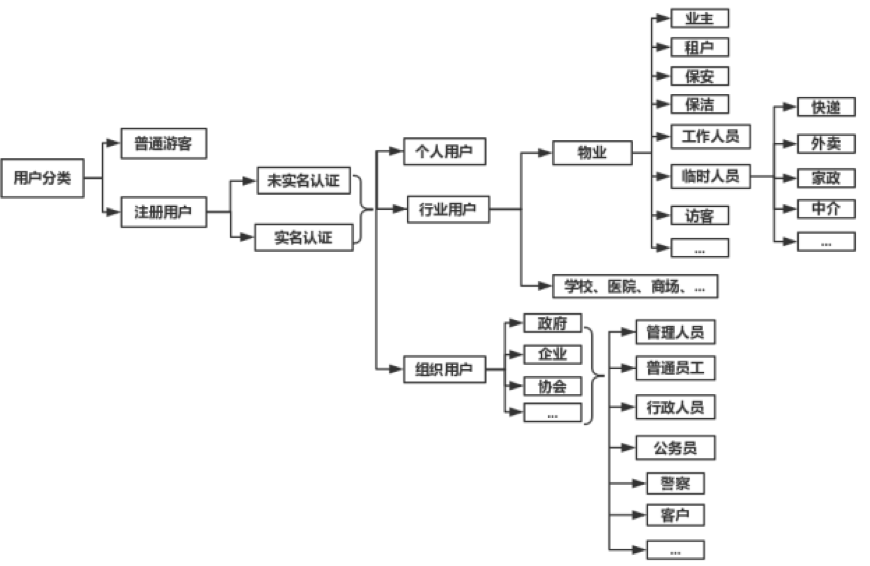 用户分类
普通游客
注册用户
未实名认证
实名认证
个人用户
行业用户
组织用户
物业
学校、医院、商场、...
业主
租户
保安
保洁
工作人员
临时人员
访客
...
快递
外卖
家政
中介
...
政府
企业
协会
...
管理人员
普通员工
行政人员
公务员
警察
客户
...